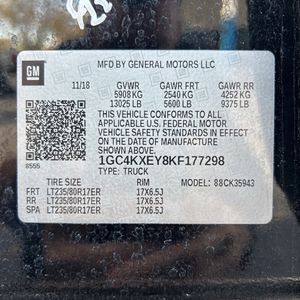 MFD BY GENERAL MOTORS LLC
GM
11/18 GVWR GAWR FRT GAWR RR
5908 KG 2540 KG 4252 KG
13025 LB 5600 LB 9375 LB
THIS VEHICLE CONFORMS TO ALL
APPLICABLE U.S. FEDERAL MOTOR
VEHICLE SAFETY STANDARDS IN EFFECT
ON THE DATE OF MANUFACTURE
SHOWN ABOVE.
1GC4KXEY8KF177298
8555
TYPE: TRUCK
TIRE SIZE RIM MODEL: 88CK35943
FRT LT235/80R17ER 17X6.5J
RR LT235/80R17ER 17X6.5J
SPA LT235/80R17ER 17X6.5J